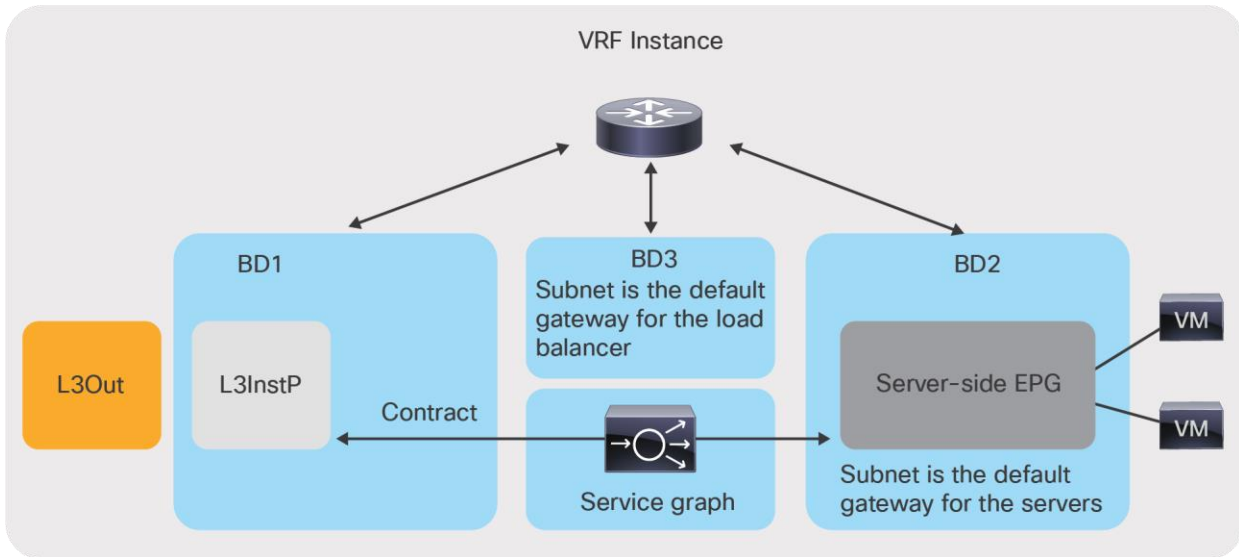 VRF Instance
BD1
BD3
Subnet is the default
gateway for the load
balancer
BD2
L3Out
L3InstP
Contract
Service graph
Server-side EPG
Subnet is the default
gateway for the servers
VM
VM